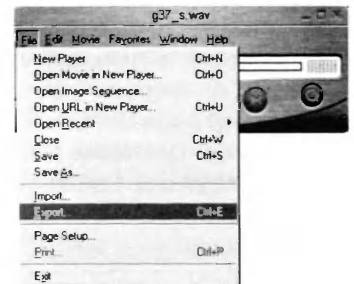 g37_s.wav
File Edit Movie Favorites Window Help
New Player Ctrl+N
Open Movie in New Player... Ctrl+O
Open Image Sequence...
Open URL in New Player... Ctrl+U
Open Recent
Close Ctrl+W
Save Ctrl+S
Save As...
Import...
Export... Ctrl+E
Page Setup...
Print... Ctrl+P
Exit